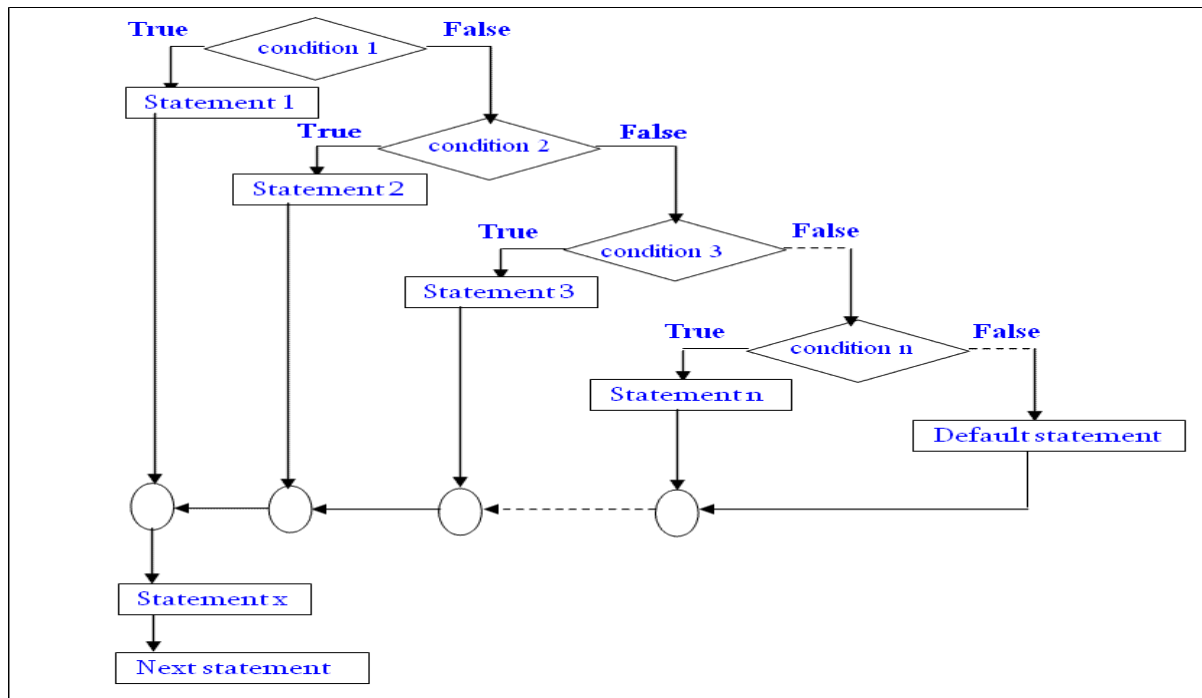 True
False
condition 1
Statement 1
True
False
condition 2
Statement 2
True
False
condition 3
Statement 3
True
False
condition n
Statement n
Default statement
Statement x
Next statement